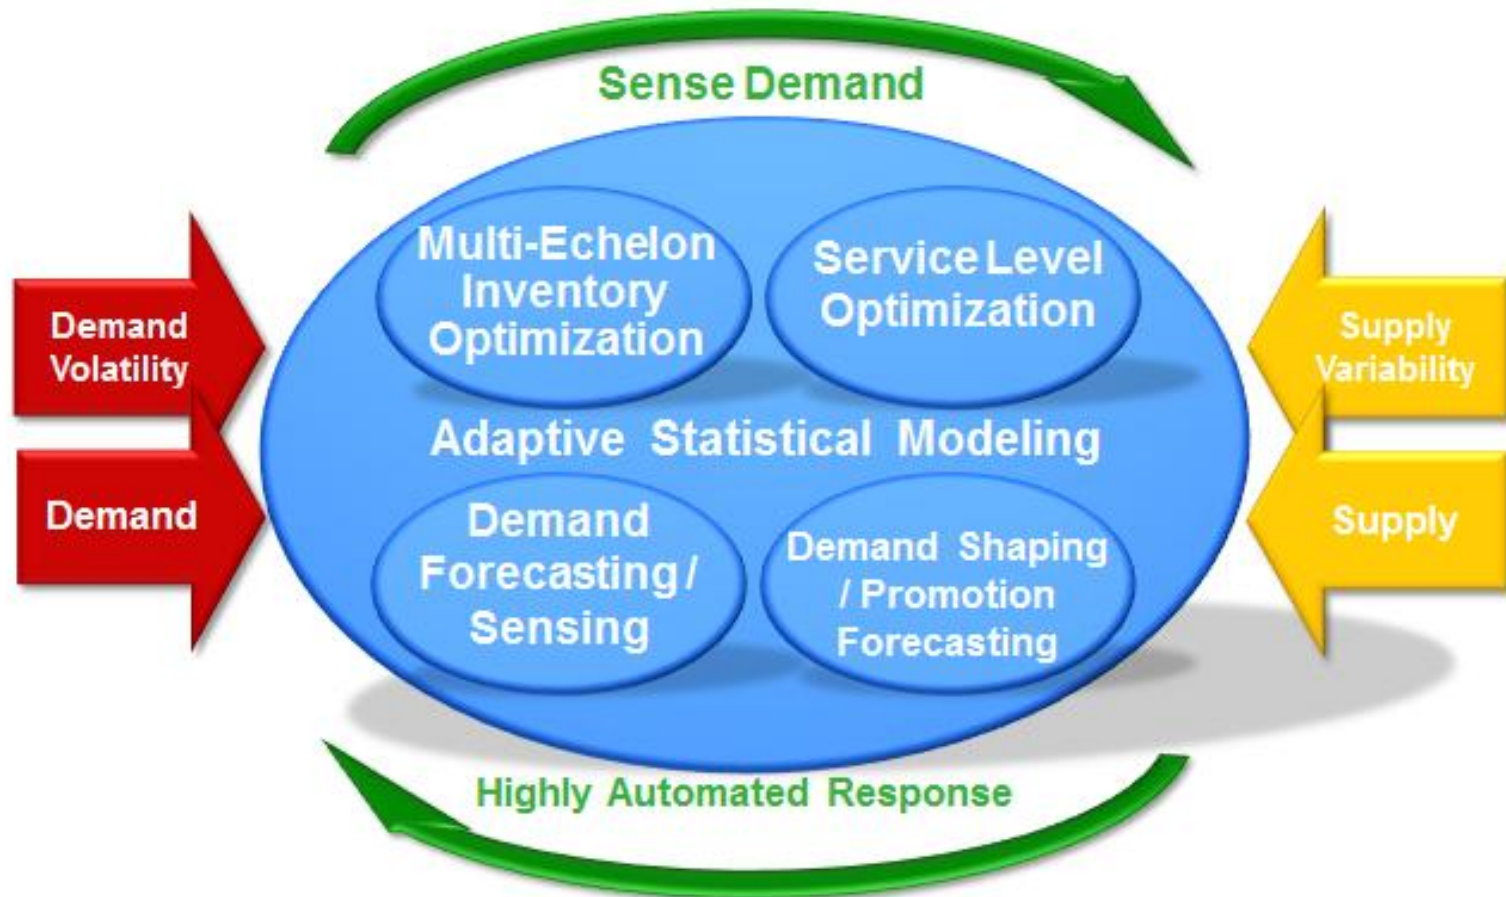 Sense Demand
Multi-Echelon
Inventory
Optimization
Service Level
Optimization
Demand
Volatility
Supply
Variability
Adaptive Statistical Modeling
Demand
Supply
Demand
Forecasting /
Sensing
Demand Shaping
/ Promotion
Forecasting
Highly Automated Response